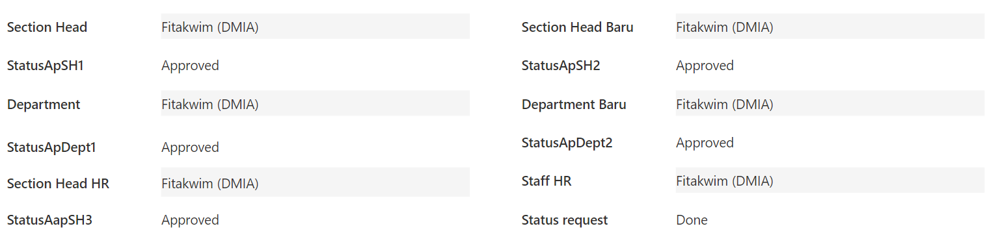 Section Head Fitakwim (DMIA) Section Head Baru Fitakwim (DMIA)
StatusApSH1 Approved StatusApSH2 Approved
Department Fitakwim (DMIA) Department Baru Fitakwim (DMIA)
StatusApDept1 Approved StatusApDept2 Approved
Section Head HR Fitakwim (DMIA) Staff HR Fitakwim (DMIA)
StatusAapSH3 Approved Status request Done